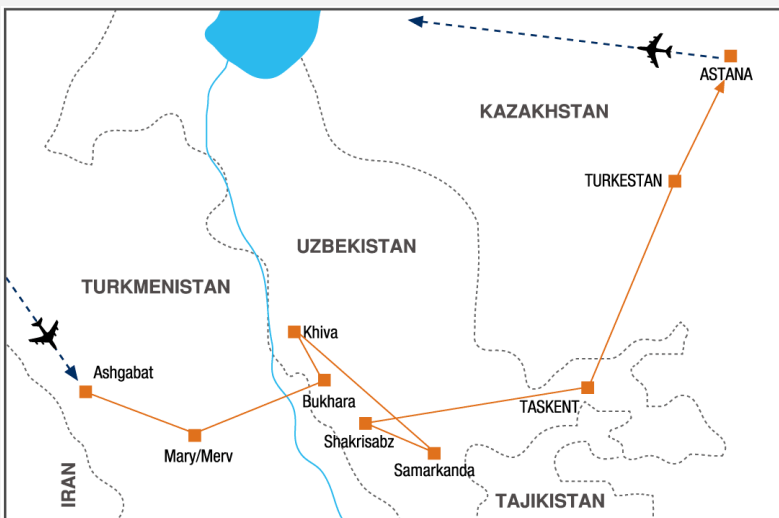 ASTANA
KAZAKHSTAN
TURKESTAN
UZBEKISTAN
TURKMENISTAN
Khiva
Ashgabat
Bukhara
TASKENT
Shakrisabz
Mary/Merv
Samarkanda
IRAN
TAJIKISTAN